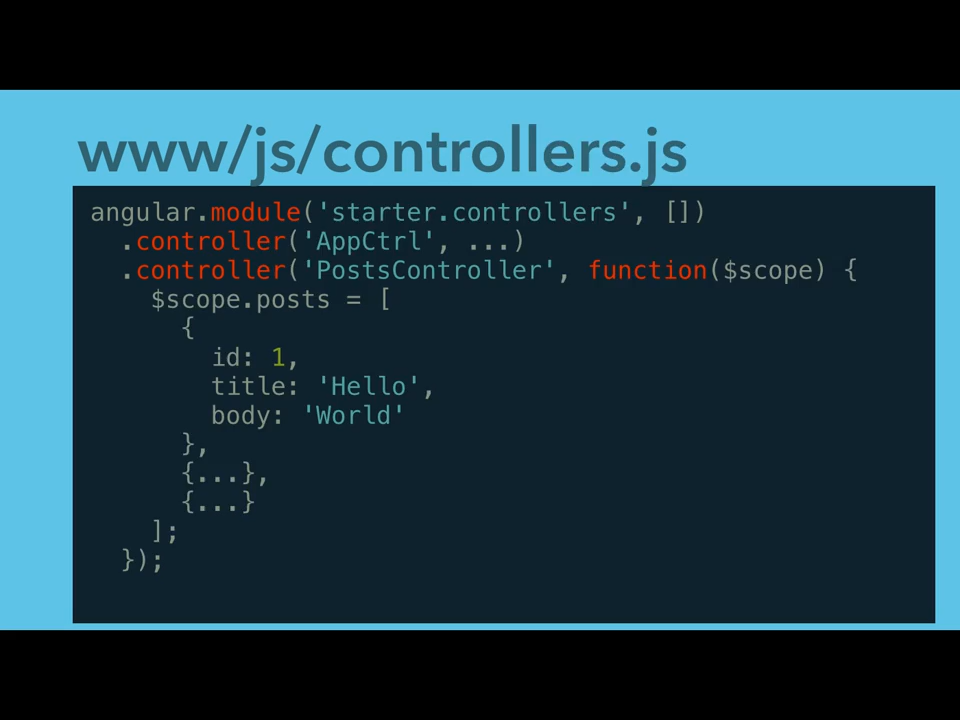 www/js/controllers.js
angular.module('starter.controllers', [])
  .controller('AppCtrl', ...)
  .controller('PostsController', function($scope) {
    $scope.posts = [
      {
        id: 1,
        title: 'Hello',
        body: 'World'
      },
      {...},
      {...}
    ];
  });